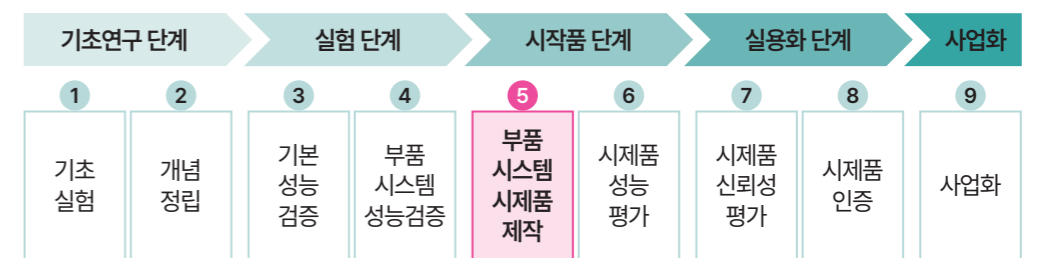 기초연구 단계
실험 단계
시작품 단계
실용화 단계
사업화
1
기초
실험
2
개념
정립
3
기본
성능
검증
4
부품
시스템
성능검증
5
부품
시스템
시제품
제작
6
시제품
성능
평가
7
시제품
신뢰성
평가
8
시제품
인증
9
사업화